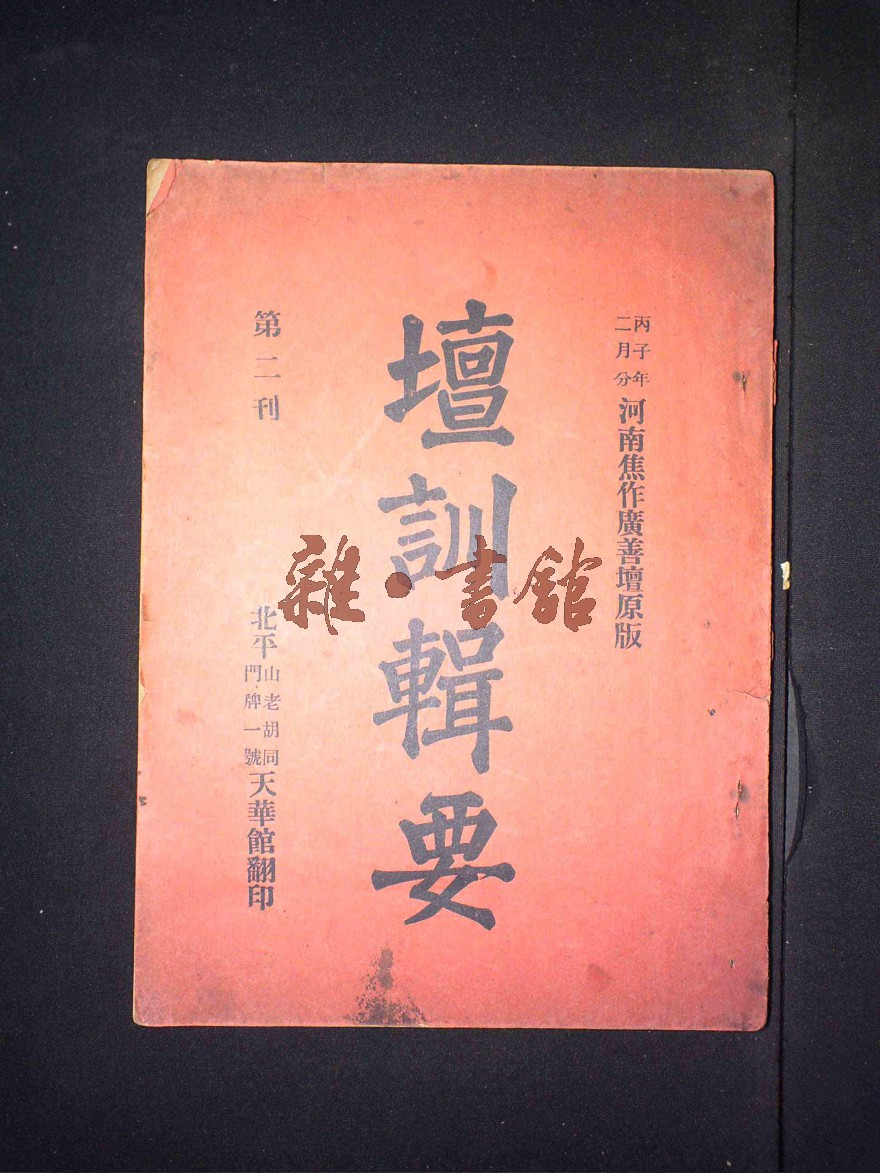 丙子年二月分 河南焦作廣善壇原版
壇訓輯要
第二刊
北平 山老胡同門牌一號 天華館翻印
雜·書館